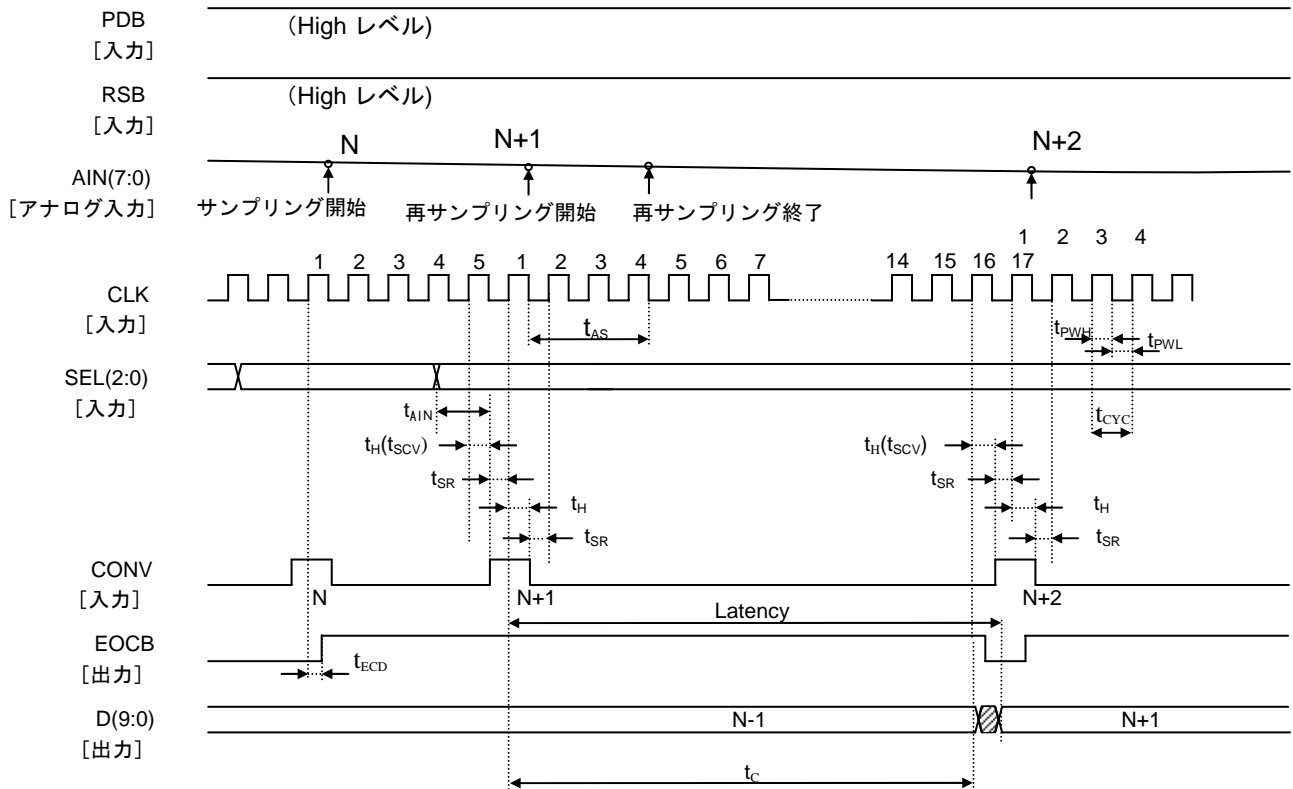 PDB
[入力]
(High レベル)
RSB
[入力]
(High レベル)
N
N+1
N+2
AIN(7:0)
[アナログ入力]
サンプリング開始
再サンプリング開始
再サンプリング終了
1 2 3 4 5 1 2 3 4 5 6 7 14 15 16 17
1 2 3 4
CLK
[入力]
tAS
tPWH
tPWL
SEL(2:0)
[入力]
tAIN
tCYC
tH(tSCV)
tH(tSCV)
tSR
tSR
tH
tH
tSR
tSR
CONV
[入力]
N
N+1
N+2
Latency
EOCB
[出力]
tECD
D(9:0)
[出力]
N-1
N+1
tC